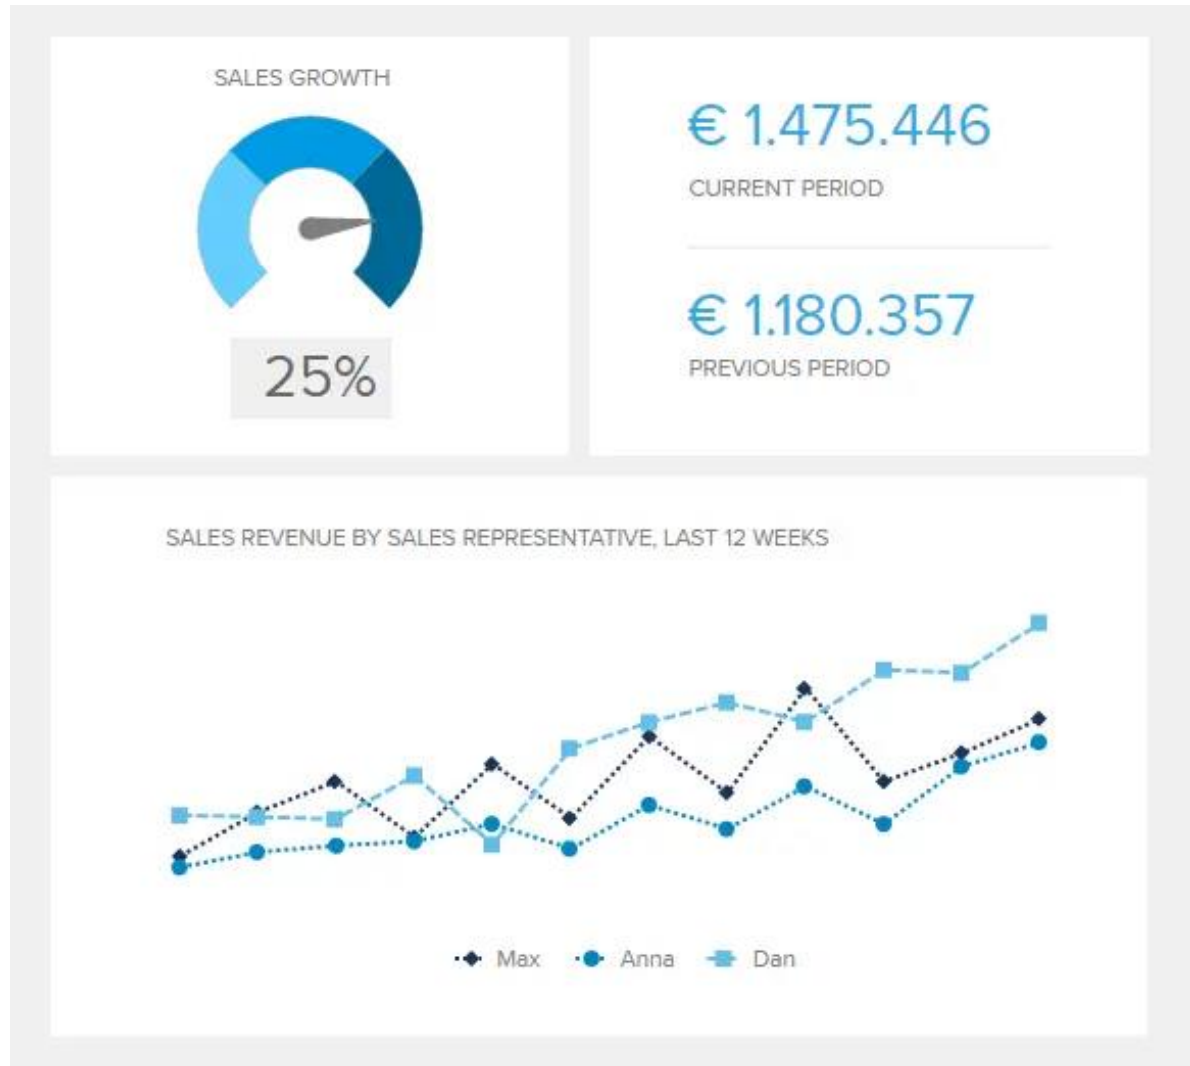 SALES GROWTH
25%
€ 1.475.446
CURRENT PERIOD
€ 1.180.357
PREVIOUS PERIOD
SALES REVENUE BY SALES REPRESENTATIVE, LAST 12 WEEKS
Max Anna Dan